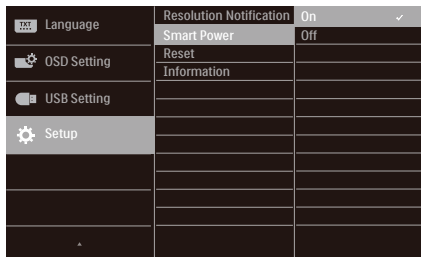 TXT
Language
OSD Setting
USB Setting
Setup
Resolution Notification
Smart Power
Reset
Information
On
Off